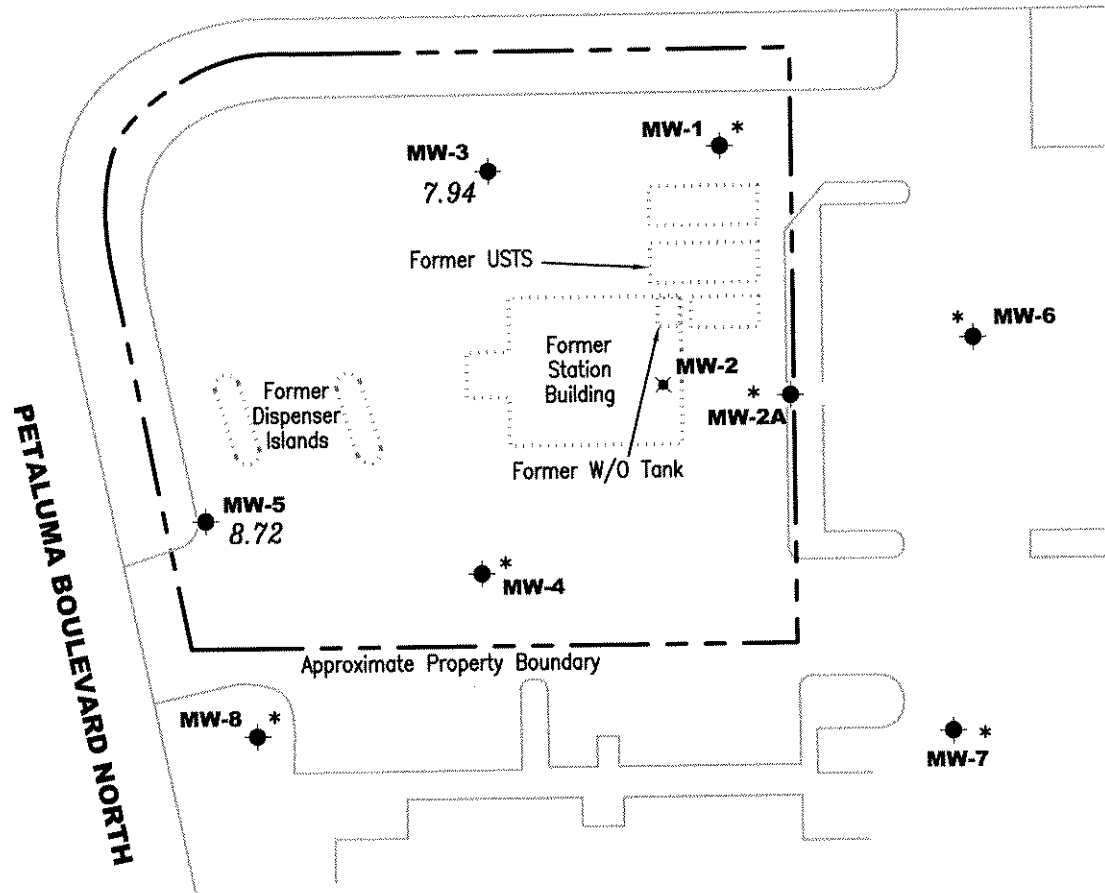 MW-1 *
MW-3
7.94
Former USTS
* MW-6
Former
Station
Building
MW-2
* MW-2A
Former
Dispenser
Islands
Former W/O Tank
MW-5
8.72
* MW-4
Approximate Property Boundary
MW-8 *
MW-7 *
PETALUMA BOULEVARD NORTH